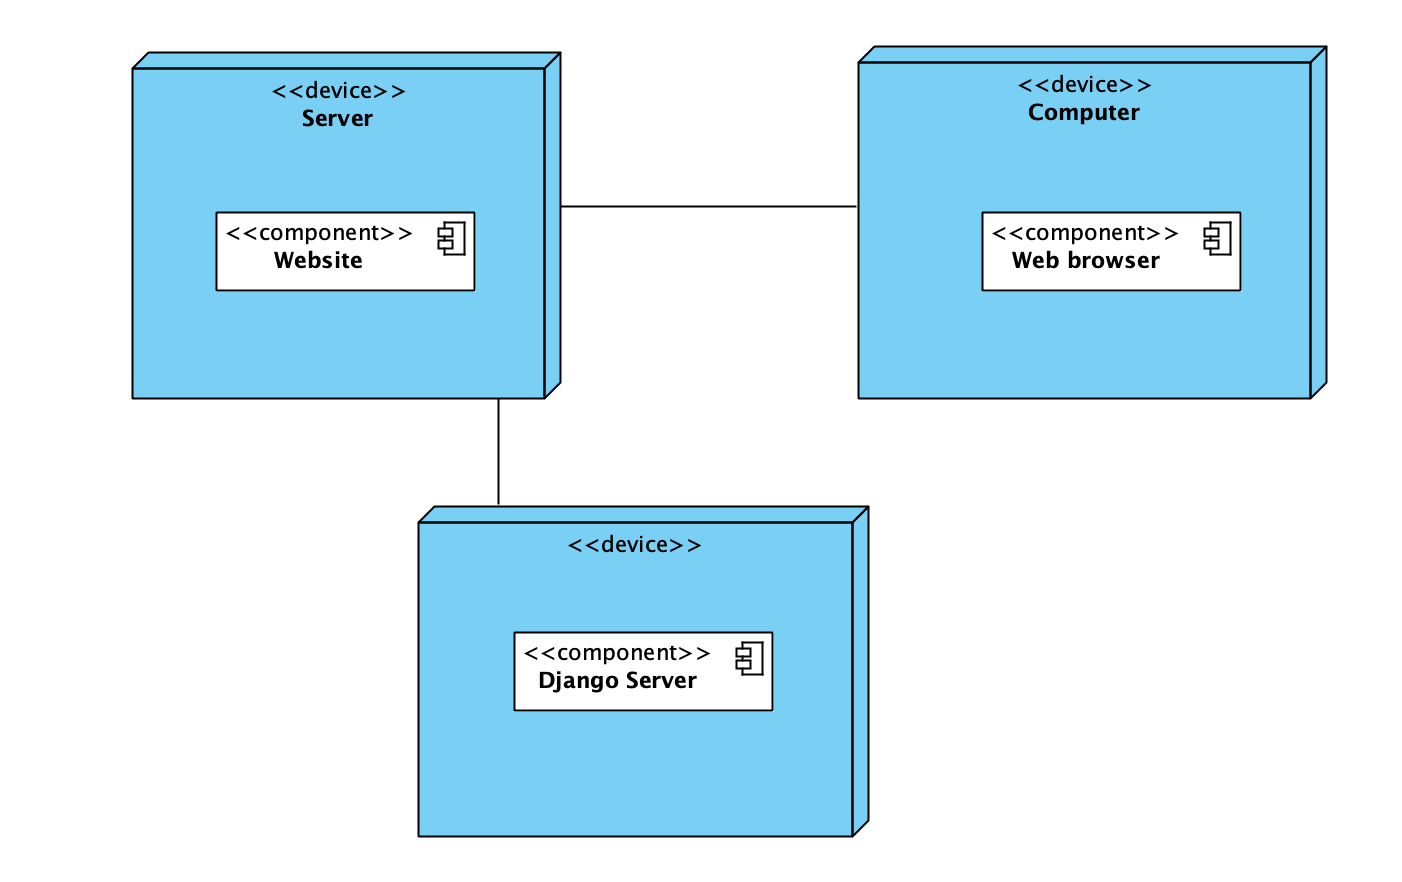 <<device>>
Server
<<component>>
Website
<<device>>
Computer
<<component>>
Web browser
<<device>>
<<component>>
Django Server